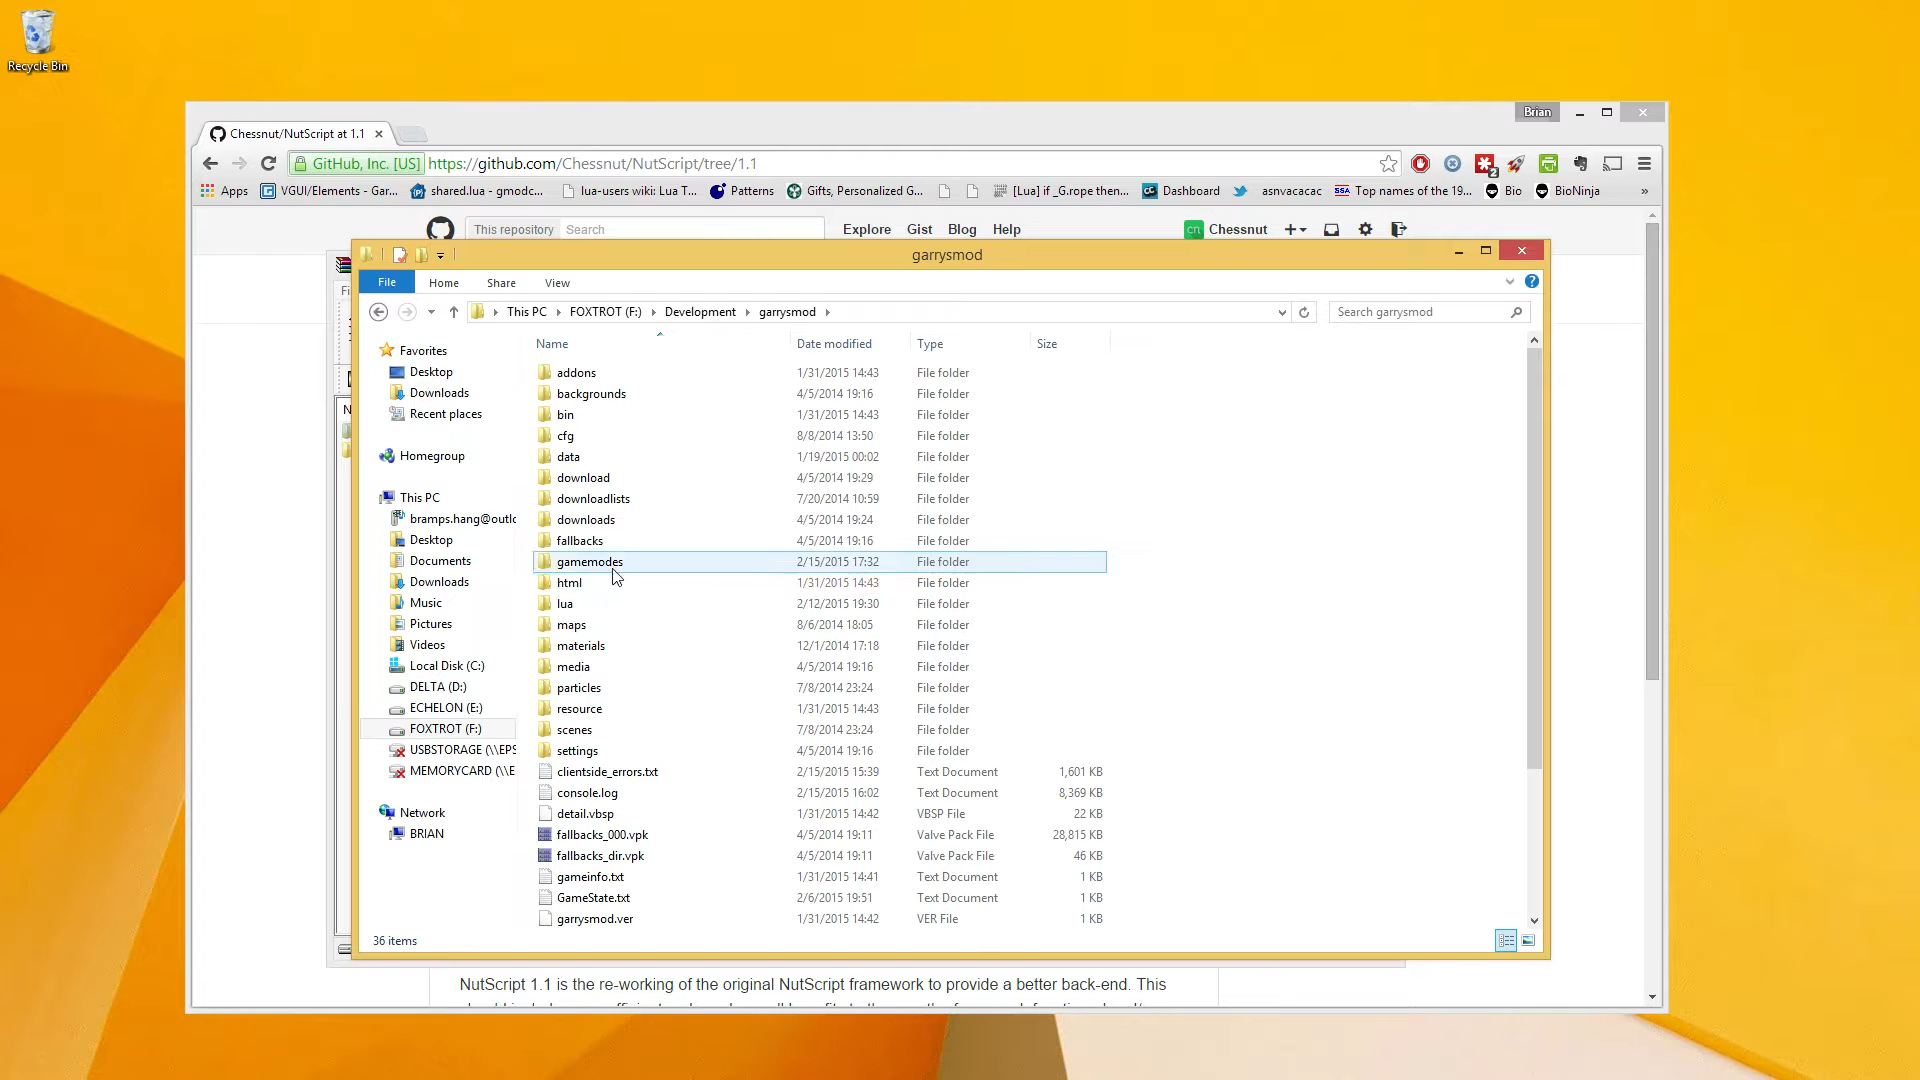 Recycle Bin
Brian
Chessnut/NutScript at 1.1
GitHub, Inc. [US] https://github.com/Chessnut/NutScript/tree/1.1
Apps VGUI/Elements - Gar... shared.lua - gmodc... lua-users wiki: Lua T... Patterns Gifts, Personalized G... [Lua] if _G.rope then... Dashboard asnvacacac Top names of the 19... Bio BioNinja »
This repository Search Explore Gist Blog Help Chessnut
garrysmod
File Home Share View
This PC FOXTROT (F:) Development garrysmod Search garrysmod
Name Date modified Type Size
Favorites
Desktop
Downloads
Recent places
Homegroup
This PC
bramps.hang@outlo
Desktop
Documents
Downloads
Music
Pictures
Videos
Local Disk (C:)
DELTA (D:)
ECHELON (E:)
FOXTROT (F:)
USBSTORAGE (\\EPS
MEMORYCARD (\\E
Network
BRIAN
addons 1/31/2015 14:43 File folder
backgrounds 4/5/2014 19:16 File folder
bin 1/31/2015 14:43 File folder
cfg 8/8/2014 13:50 File folder
data 1/19/2015 00:02 File folder
download 4/5/2014 19:29 File folder
downloadlists 7/20/2014 10:59 File folder
downloads 4/5/2014 19:24 File folder
fallbacks 4/5/2014 19:16 File folder
gamemodes 2/15/2015 17:32 File folder
html 1/31/2015 14:43 File folder
lua 2/12/2015 19:30 File folder
maps 8/6/2014 18:05 File folder
materials 12/1/2014 17:18 File folder
media 4/5/2014 19:16 File folder
particles 7/8/2014 23:24 File folder
resource 1/31/2015 14:43 File folder
scenes 7/8/2014 23:24 File folder
settings 4/5/2014 19:16 File folder
clientside_errors.txt 2/15/2015 15:39 Text Document 1,601 KB
console.log 2/15/2015 16:02 Text Document 8,369 KB
detail.vbsp 1/31/2015 14:42 VBSP File 22 KB
fallbacks_000.vpk 4/5/2014 19:11 Valve Pack File 28,815 KB
fallbacks_dir.vpk 4/5/2014 19:11 Valve Pack File 46 KB
gameinfo.txt 1/31/2015 14:41 Text Document 1 KB
GameState.txt 2/6/2015 19:51 Text Document 1 KB
garrysmod.ver 1/31/2015 14:42 VER File 1 KB
36 items
NutScript 1.1 is the re-working of the original NutScript framework to provide a better back-end. This